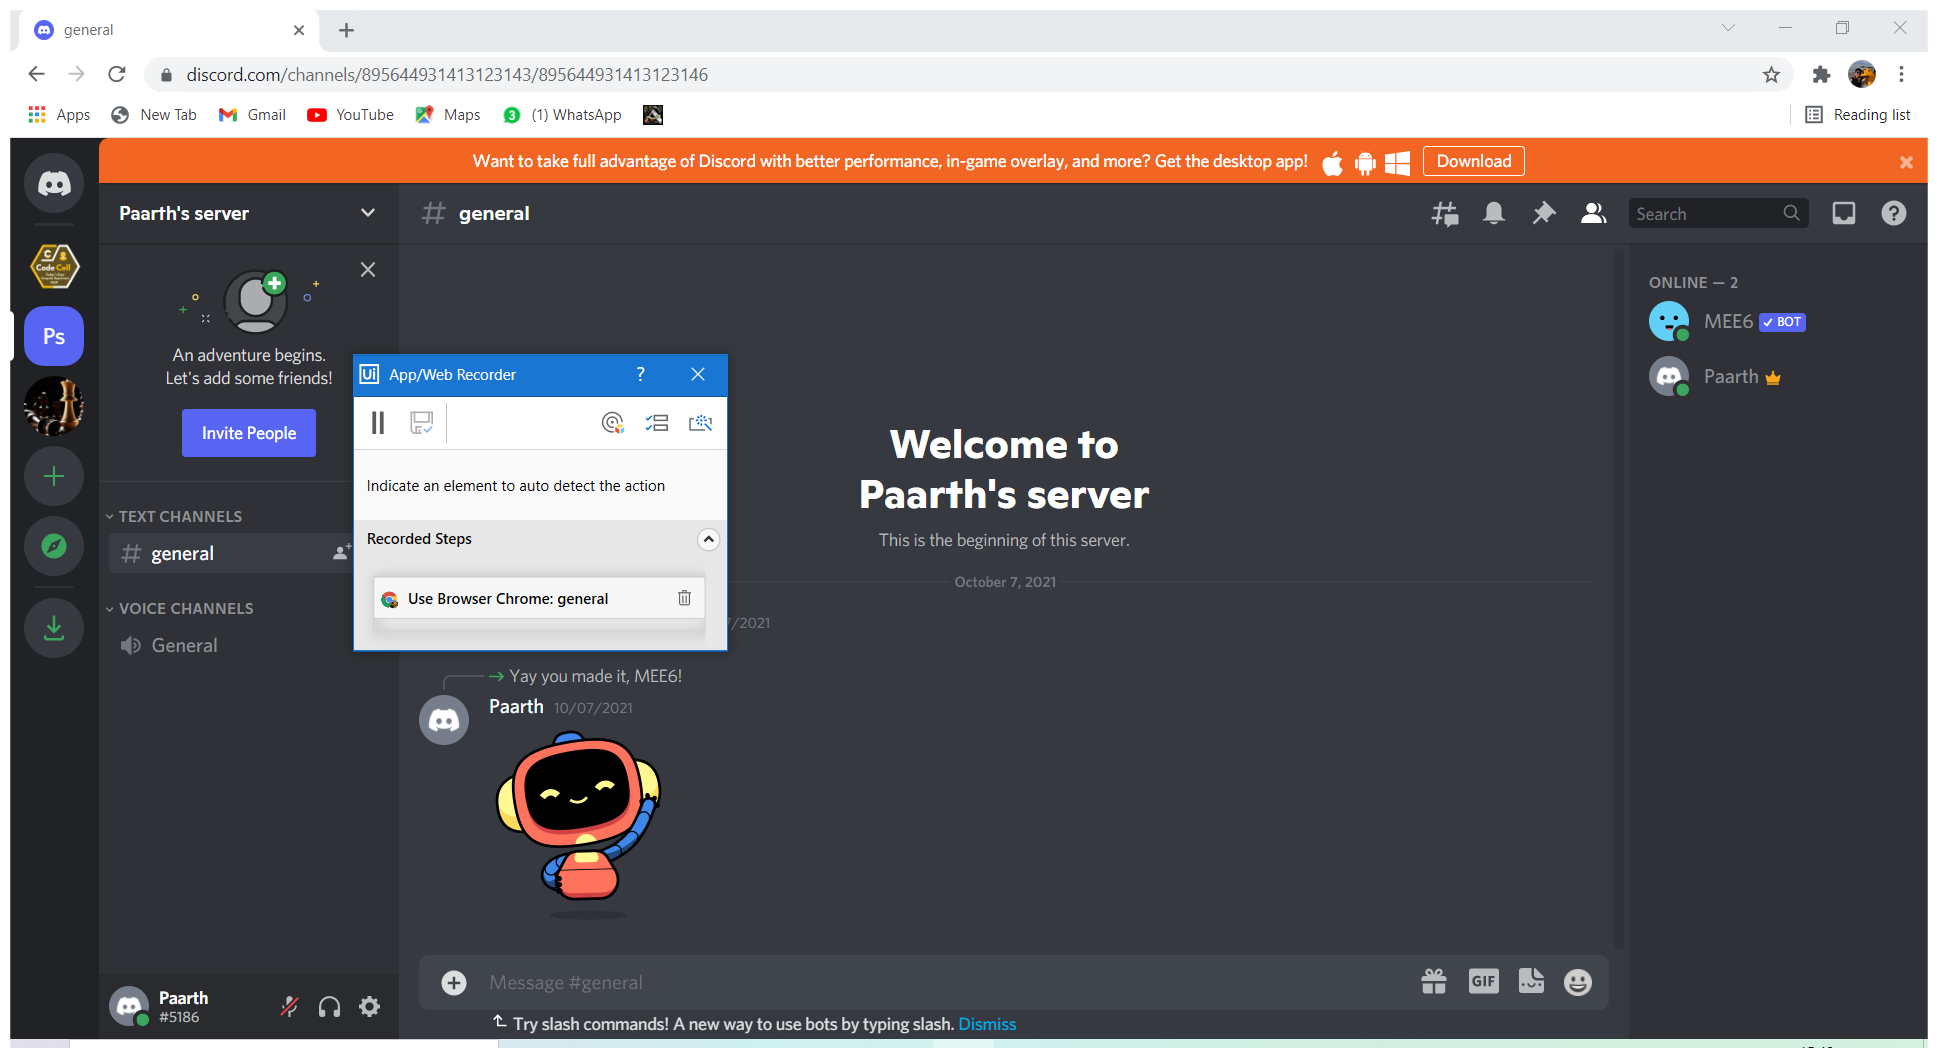 general
discord.com/channels/895644931413123143/895644931413123146
Apps
New Tab
Gmail
YouTube
Maps
3
(1) WhatsApp
Reading list
Want to take full advantage of Discord with better performance, in-game overlay, and more? Get the desktop app!
Download
Paarth's server
general
Search
Code Cell
Ps
An adventure begins.
Let's add some friends!
Invite People
TEXT CHANNELS
general
VOICE CHANNELS
General
Ui App/Web Recorder
?
Indicate an element to auto detect the action
Recorded Steps
Use Browser Chrome: general
Welcome to
Paarth's server
This is the beginning of this server.
October 7, 2021
7/2021
Yay you made it, MEE6!
Paarth 10/07/2021
ONLINE — 2
MEE6 BOT
Paarth
Paarth
#5186
Message #general
GIF
Try slash commands! A new way to use bots by typing slash. Dismiss